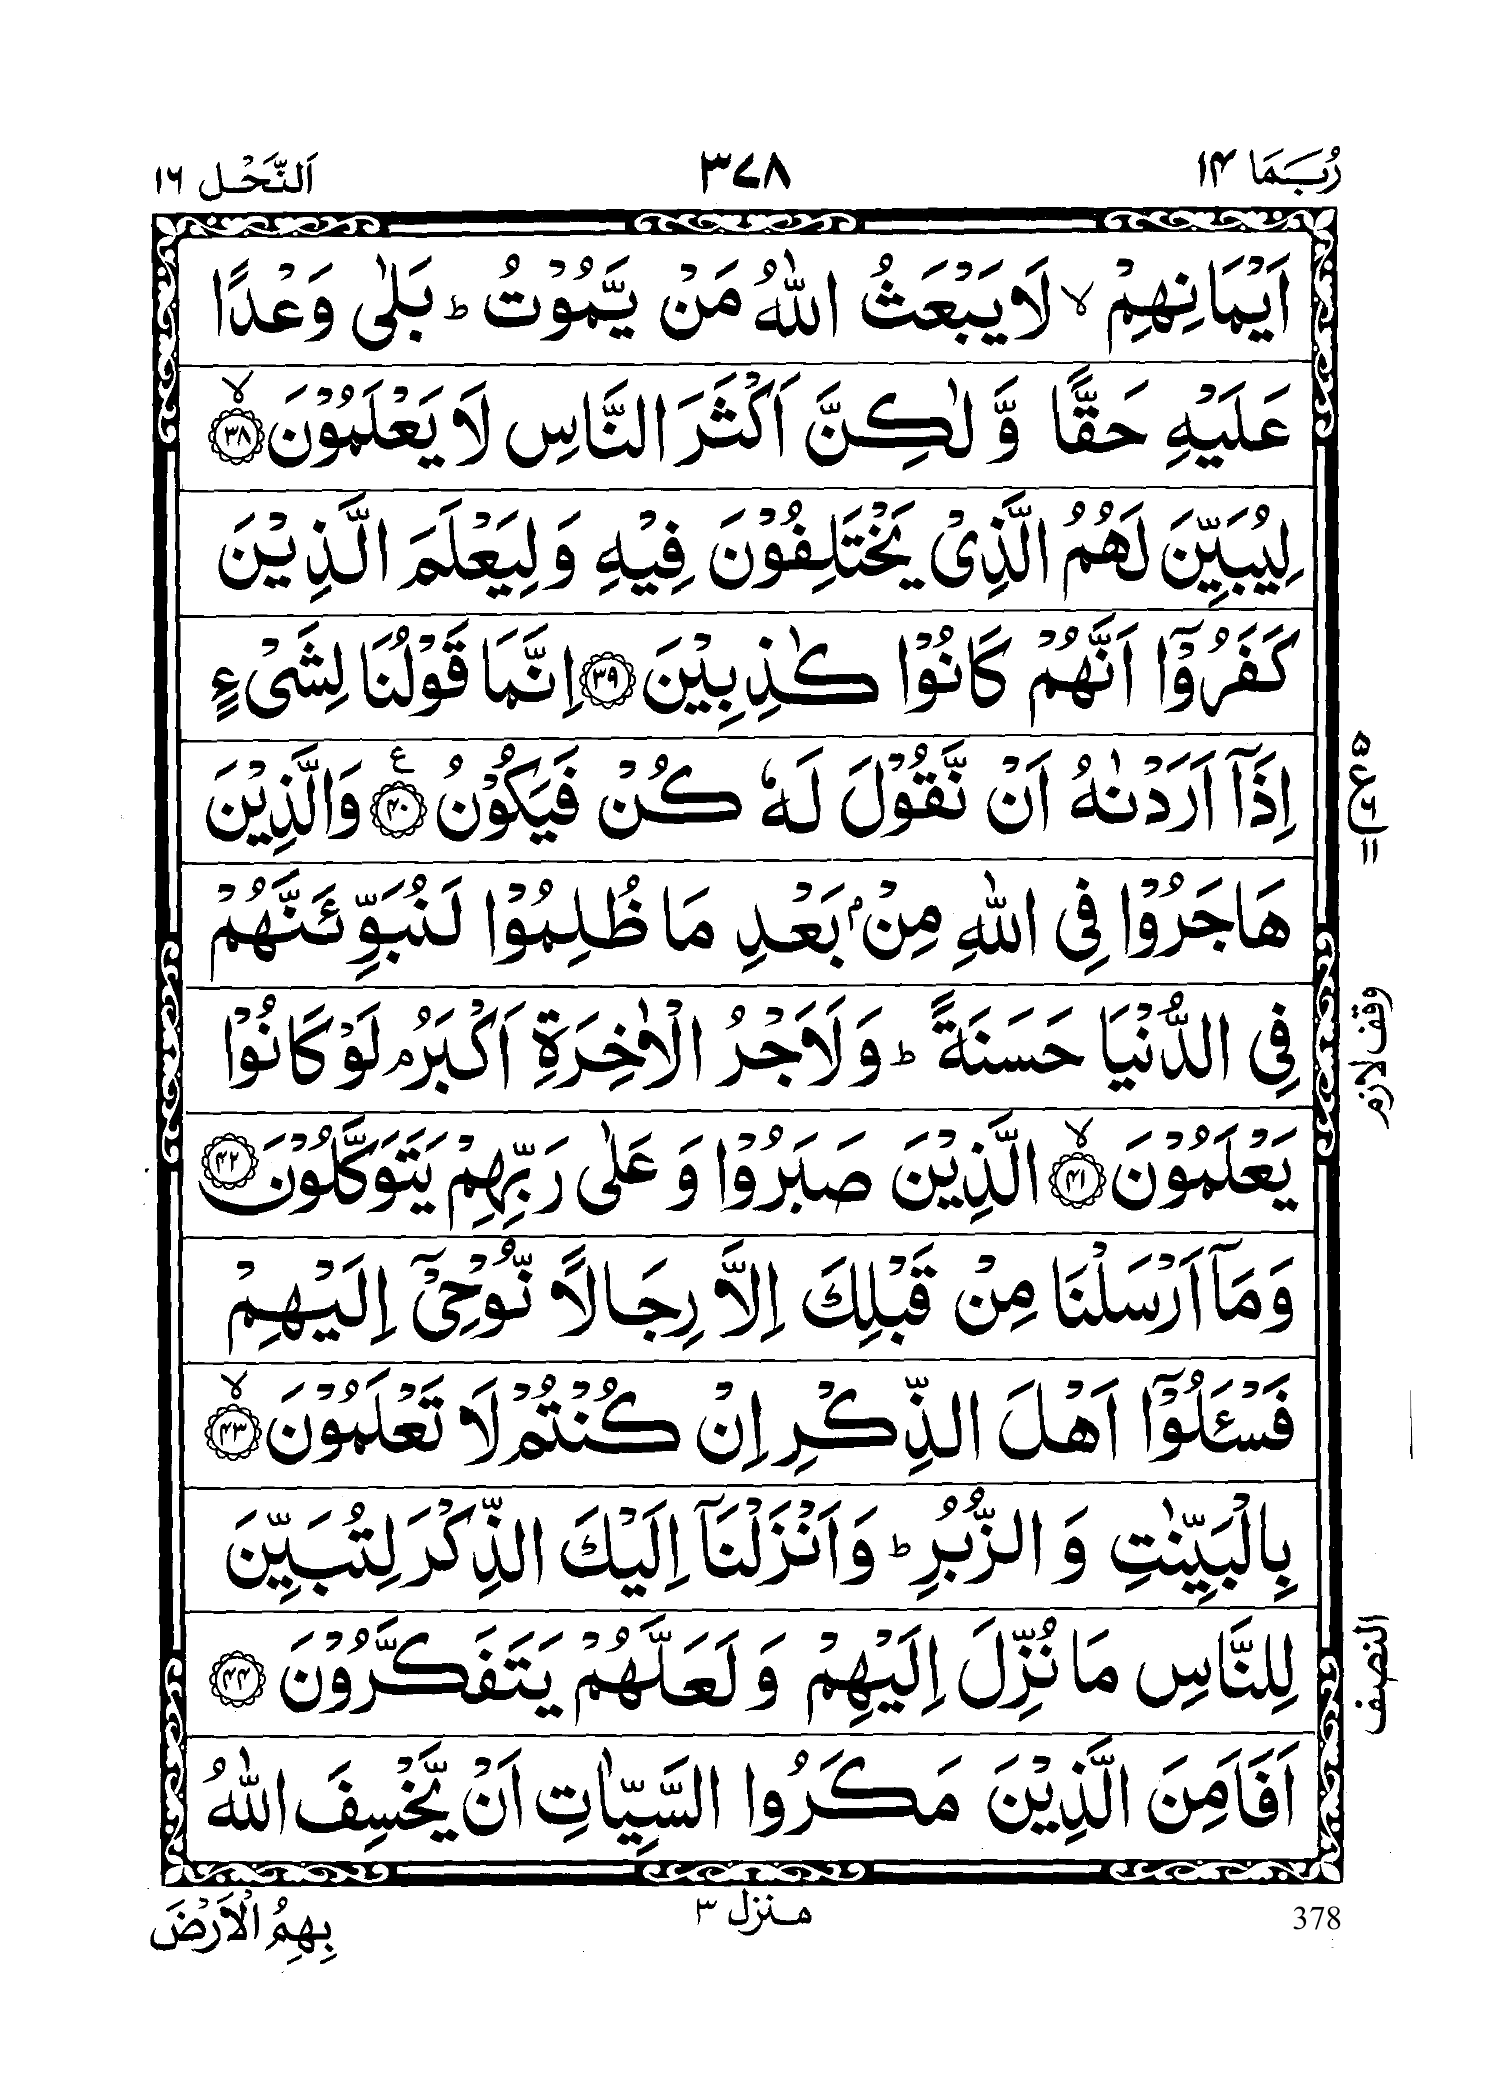 رُبَمَا ١٤
٣٧٨
اَلنَّحْل ١٦
اَيْمَانِهِمْ ۙ لَا يَبْعَثُ اللّٰهُ مَنْ يَّمُوْتُ ؕ بَلٰى وَعْدًا
عَلَيْهِ حَقًّا وَّ لٰكِنَّ اَكْثَرَ النَّاسِ لَا يَعْلَمُوْنَ ۙ ﴿٣٨﴾
لِيُبَيِّنَ لَهُمُ الَّذِىْ يَخْتَلِفُوْنَ فِيْهِ وَلِيَعْلَمَ الَّذِيْنَ
كَفَرُوْۤا اَنَّهُمْ كَانُوْا كٰذِبِيْنَ ﴿٣٩﴾ اِنَّمَا قَوْلُنَا لِشَىْءٍ
اِذَاۤ اَرَدْنٰهُ اَنْ نَّقُوْلَ لَهٗ كُنْ فَيَكُوْنُ ﴿٤٠﴾ ع وَالَّذِيْنَ
هَاجَرُوْا فِى اللّٰهِ مِنْۢ بَعْدِ مَا ظُلِمُوْا لَنُبَوِّئَنَّهُمْ
فِى الدُّنْيَا حَسَنَةً ؕ وَلَاَجْرُ الْاٰخِرَةِ اَكْبَرُ ۘ لَوْ كَانُوْا
يَعْلَمُوْنَ ۙ ﴿٤١﴾ الَّذِيْنَ صَبَرُوْا وَ عَلٰى رَبِّهِمْ يَتَوَكَّلُوْنَ ﴿٤٢﴾
وَمَاۤ اَرْسَلْنَا مِنْ قَبْلِكَ اِلَّا رِجَالًا نُّوْحِىْۤ اِلَيْهِمْ
فَسْـَٔلُوْۤا اَهْلَ الذِّكْرِ اِنْ كُنْتُمْ لَا تَعْلَمُوْنَ ۙ ﴿٤٣﴾
بِالْبَيِّنٰتِ وَ الزُّبُرِ ؕ وَاَنْزَلْنَاۤ اِلَيْكَ الذِّكْرَ لِتُبَيِّنَ
لِلنَّاسِ مَا نُزِّلَ اِلَيْهِمْ وَ لَعَلَّهُمْ يَتَفَكَّرُوْنَ ﴿٤٤﴾
اَفَاَمِنَ الَّذِيْنَ مَكَرُوا السَّيِّاٰتِ اَنْ يَّخْسِفَ اللّٰهُ
٥
ع
٦
١١
وقف لازم
النصف
378
منزل ٣
بِهِمُ الْاَرْضَ